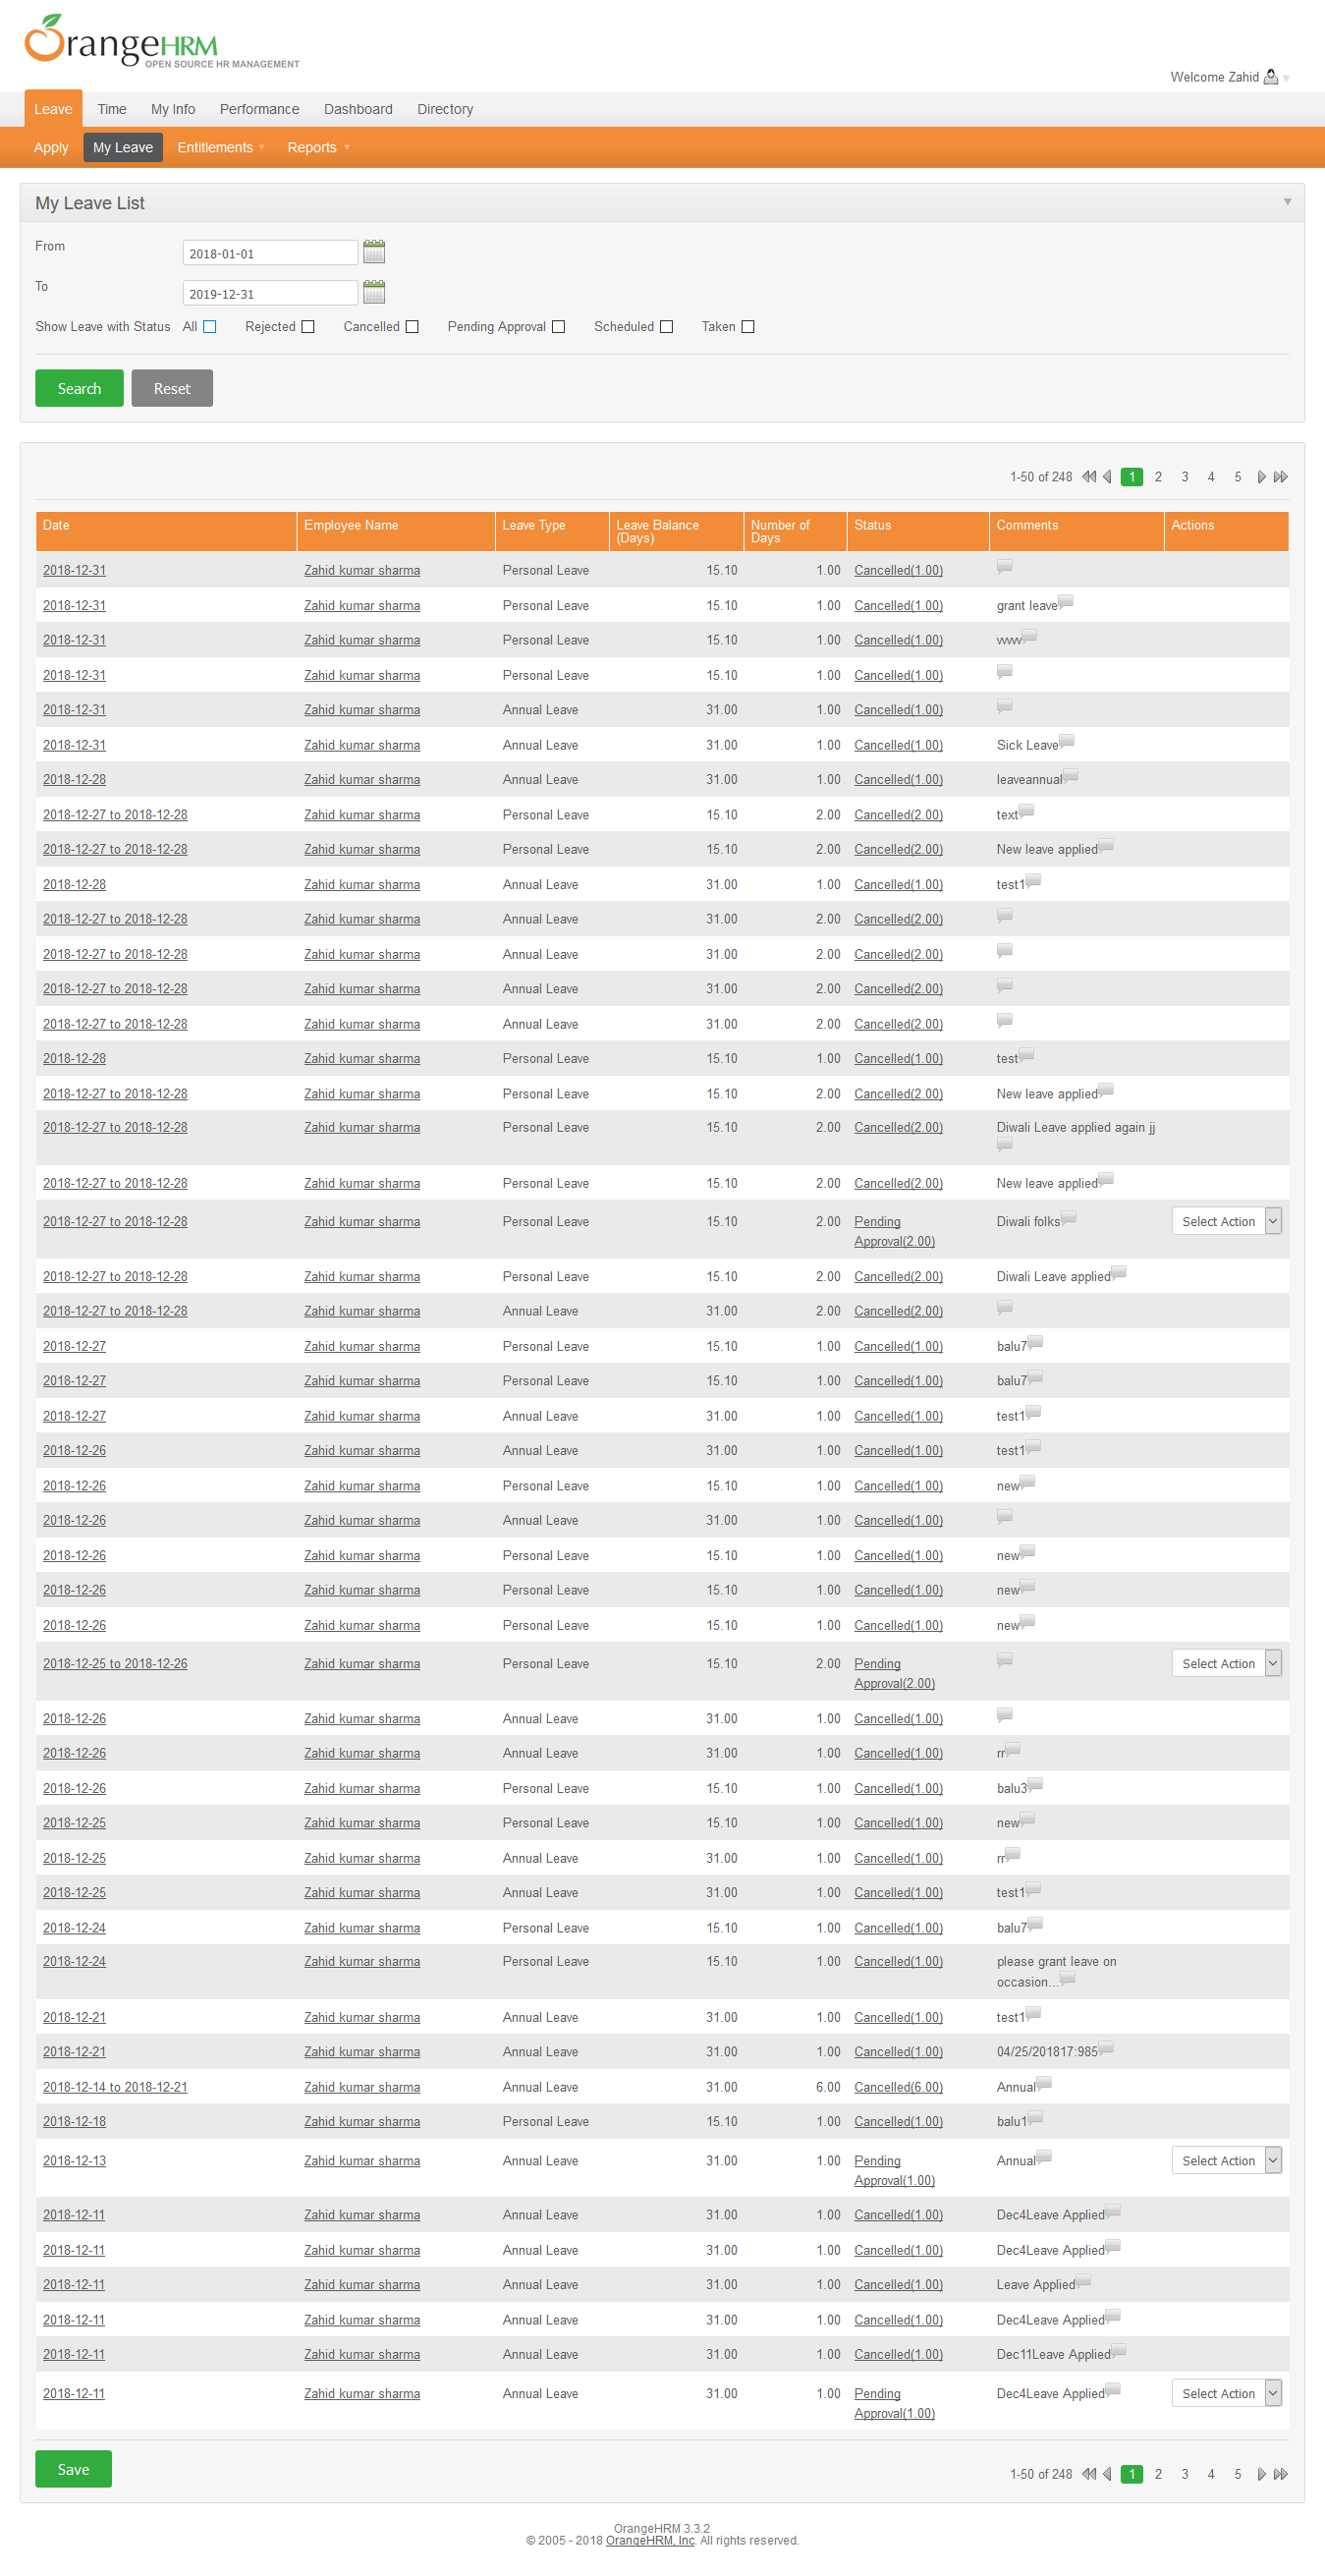 OrangeHRM
OPEN SOURCE HR MANAGEMENT
Welcome Zahid
Leave Time My Info Performance Dashboard Directory
Apply My Leave Entitlements Reports
My Leave List
From 2018-01-01
To 2019-12-31
Show Leave with Status All Rejected Cancelled Pending Approval Scheduled Taken
Search Reset
1-50 of 248 1 2 3 4 5
Date Employee Name Leave Type Leave Balance (Days) Number of Days Status Comments Actions
2018-12-31 Zahid kumar sharma Personal Leave 15.10 1.00 Cancelled(1.00)
2018-12-31 Zahid kumar sharma Personal Leave 15.10 1.00 Cancelled(1.00) grant leave
2018-12-31 Zahid kumar sharma Personal Leave 15.10 1.00 Cancelled(1.00)
2018-12-31 Zahid kumar sharma Personal Leave 15.10 1.00 Cancelled(1.00)
2018-12-31 Zahid kumar sharma Annual Leave 31.00 1.00 Cancelled(1.00)
2018-12-31 Zahid kumar sharma Annual Leave 31.00 1.00 Cancelled(1.00) Sick Leave
2018-12-28 Zahid kumar sharma Annual Leave 31.00 1.00 Cancelled(1.00) leaveannual
2018-12-27 to 2018-12-28 Zahid kumar sharma Personal Leave 15.10 2.00 Cancelled(2.00) text
2018-12-27 to 2018-12-28 Zahid kumar sharma Personal Leave 15.10 2.00 Cancelled(2.00) New leave applied
2018-12-28 Zahid kumar sharma Annual Leave 31.00 1.00 Cancelled(1.00) test1
2018-12-27 to 2018-12-28 Zahid kumar sharma Annual Leave 31.00 2.00 Cancelled(2.00)
2018-12-27 to 2018-12-28 Zahid kumar sharma Annual Leave 31.00 2.00 Cancelled(2.00)
2018-12-27 to 2018-12-28 Zahid kumar sharma Annual Leave 31.00 2.00 Cancelled(2.00)
2018-12-27 to 2018-12-28 Zahid kumar sharma Annual Leave 31.00 2.00 Cancelled(2.00)
2018-12-28 Zahid kumar sharma Personal Leave 15.10 1.00 Cancelled(1.00) test
2018-12-27 to 2018-12-28 Zahid kumar sharma Personal Leave 15.10 2.00 Cancelled(2.00) New leave applied
2018-12-27 to 2018-12-28 Zahid kumar sharma Personal Leave 15.10 2.00 Cancelled(2.00) Diwali Leave applied again jj
2018-12-27 to 2018-12-28 Zahid kumar sharma Personal Leave 15.10 2.00 Cancelled(2.00) New leave applied
2018-12-27 to 2018-12-28 Zahid kumar sharma Personal Leave 15.10 2.00 Pending Approval(2.00) Diwali folks Select Action
2018-12-27 to 2018-12-28 Zahid kumar sharma Personal Leave 15.10 2.00 Cancelled(2.00) Diwali Leave applied
2018-12-27 to 2018-12-28 Zahid kumar sharma Annual Leave 31.00 2.00 Cancelled(2.00)
2018-12-27 Zahid kumar sharma Personal Leave 15.10 1.00 Cancelled(1.00) balu7
2018-12-27 Zahid kumar sharma Personal Leave 15.10 1.00 Cancelled(1.00) balu7
2018-12-27 Zahid kumar sharma Annual Leave 31.00 1.00 Cancelled(1.00) test1
2018-12-26 Zahid kumar sharma Annual Leave 31.00 1.00 Cancelled(1.00) test1
2018-12-26 Zahid kumar sharma Personal Leave 15.10 1.00 Cancelled(1.00) new
2018-12-26 Zahid kumar sharma Annual Leave 31.00 1.00 Cancelled(1.00)
2018-12-26 Zahid kumar sharma Personal Leave 15.10 1.00 Cancelled(1.00) new
2018-12-26 Zahid kumar sharma Personal Leave 15.10 1.00 Cancelled(1.00) new
2018-12-26 Zahid kumar sharma Personal Leave 15.10 1.00 Cancelled(1.00) new
2018-12-25 to 2018-12-26 Zahid kumar sharma Personal Leave 15.10 2.00 Pending Approval(2.00) Select Action
2018-12-26 Zahid kumar sharma Annual Leave 31.00 1.00 Cancelled(1.00)
2018-12-26 Zahid kumar sharma Annual Leave 31.00 1.00 Cancelled(1.00) rr
2018-12-26 Zahid kumar sharma Personal Leave 15.10 1.00 Cancelled(1.00) balu3
2018-12-25 Zahid kumar sharma Personal Leave 15.10 1.00 Cancelled(1.00) new
2018-12-25 Zahid kumar sharma Annual Leave 31.00 1.00 Cancelled(1.00) rr
2018-12-25 Zahid kumar sharma Annual Leave 31.00 1.00 Cancelled(1.00) test1
2018-12-24 Zahid kumar sharma Personal Leave 15.10 1.00 Cancelled(1.00) balu7
2018-12-24 Zahid kumar sharma Personal Leave 15.10 1.00 Cancelled(1.00) please grant leave on occasion...
2018-12-21 Zahid kumar sharma Annual Leave 31.00 1.00 Cancelled(1.00) test1
2018-12-21 Zahid kumar sharma Annual Leave 31.00 1.00 Cancelled(1.00) 04/25/201817:985
2018-12-14 to 2018-12-21 Zahid kumar sharma Annual Leave 31.00 6.00 Cancelled(6.00) Annual
2018-12-18 Zahid kumar sharma Personal Leave 15.10 1.00 Cancelled(1.00) balu1
2018-12-13 Zahid kumar sharma Annual Leave 31.00 1.00 Pending Approval(1.00) Annual Select Action
2018-12-11 Zahid kumar sharma Annual Leave 31.00 1.00 Cancelled(1.00) Dec4Leave Applied
2018-12-11 Zahid kumar sharma Annual Leave 31.00 1.00 Cancelled(1.00) Dec4Leave Applied
2018-12-11 Zahid kumar sharma Annual Leave 31.00 1.00 Cancelled(1.00) Leave Applied
2018-12-11 Zahid kumar sharma Annual Leave 31.00 1.00 Cancelled(1.00) Dec4Leave Applied
2018-12-11 Zahid kumar sharma Annual Leave 31.00 1.00 Cancelled(1.00) Dec11Leave Applied
2018-12-11 Zahid kumar sharma Annual Leave 31.00 1.00 Pending Approval(1.00) Dec4Leave Applied Select Action
Save
1-50 of 248 1 2 3 4 5
OrangeHRM 3.3.2
© 2005 - 2018 OrangeHRM, Inc. All rights reserved.